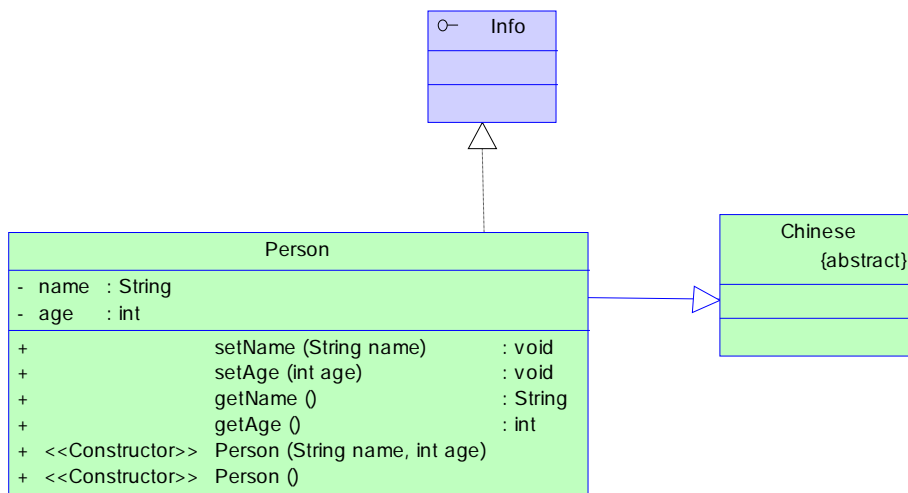 Info
Person
- name : String
- age : int
+ setName (String name) : void
+ setAge (int age) : void
+ getName () : String
+ getAge () : int
+ <<Constructor>> Person (String name, int age)
+ <<Constructor>> Person ()
Chinese
{abstract}